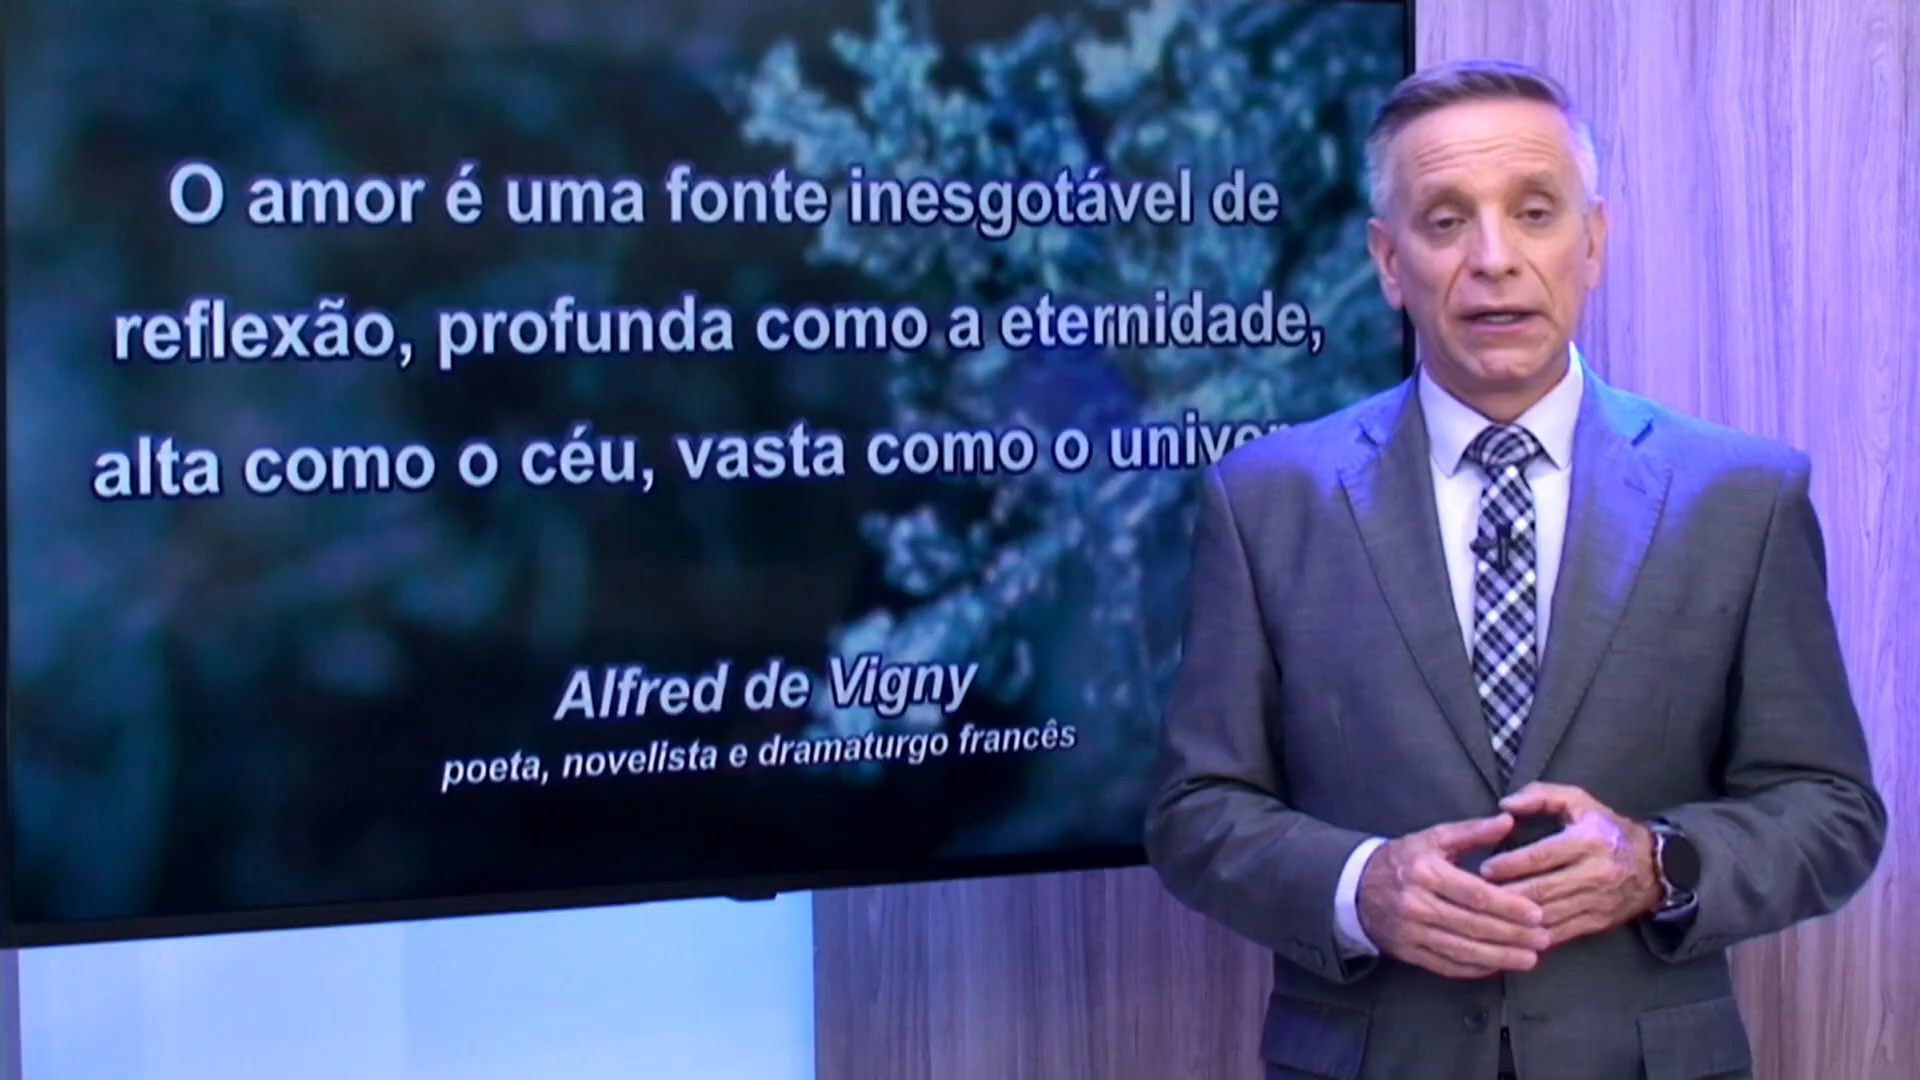 O amor é uma fonte inesgotável de
reflexão, profunda como a eternidade,
alta como o céu, vasta como o
Alfred de Vigny
poeta, novelista e dramaturgo francês